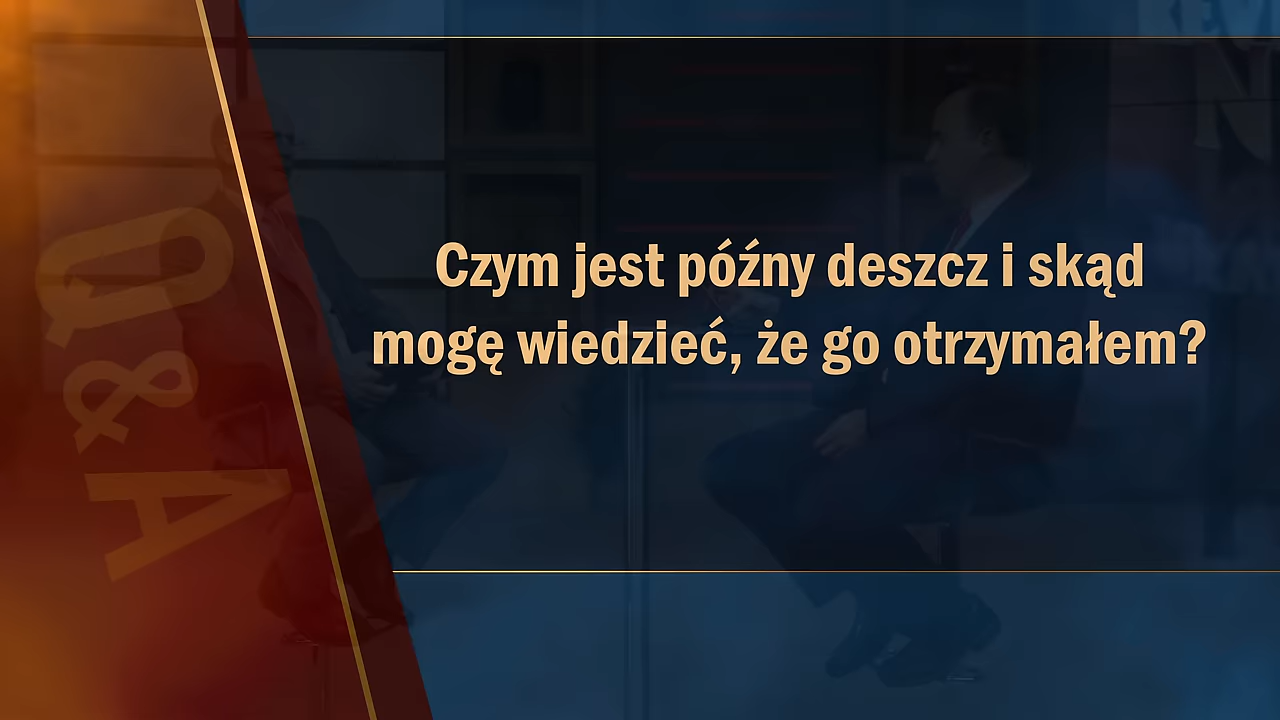 Q&A
Czym jest późny deszcz i skąd
mogę wiedzieć, że go otrzymałem?